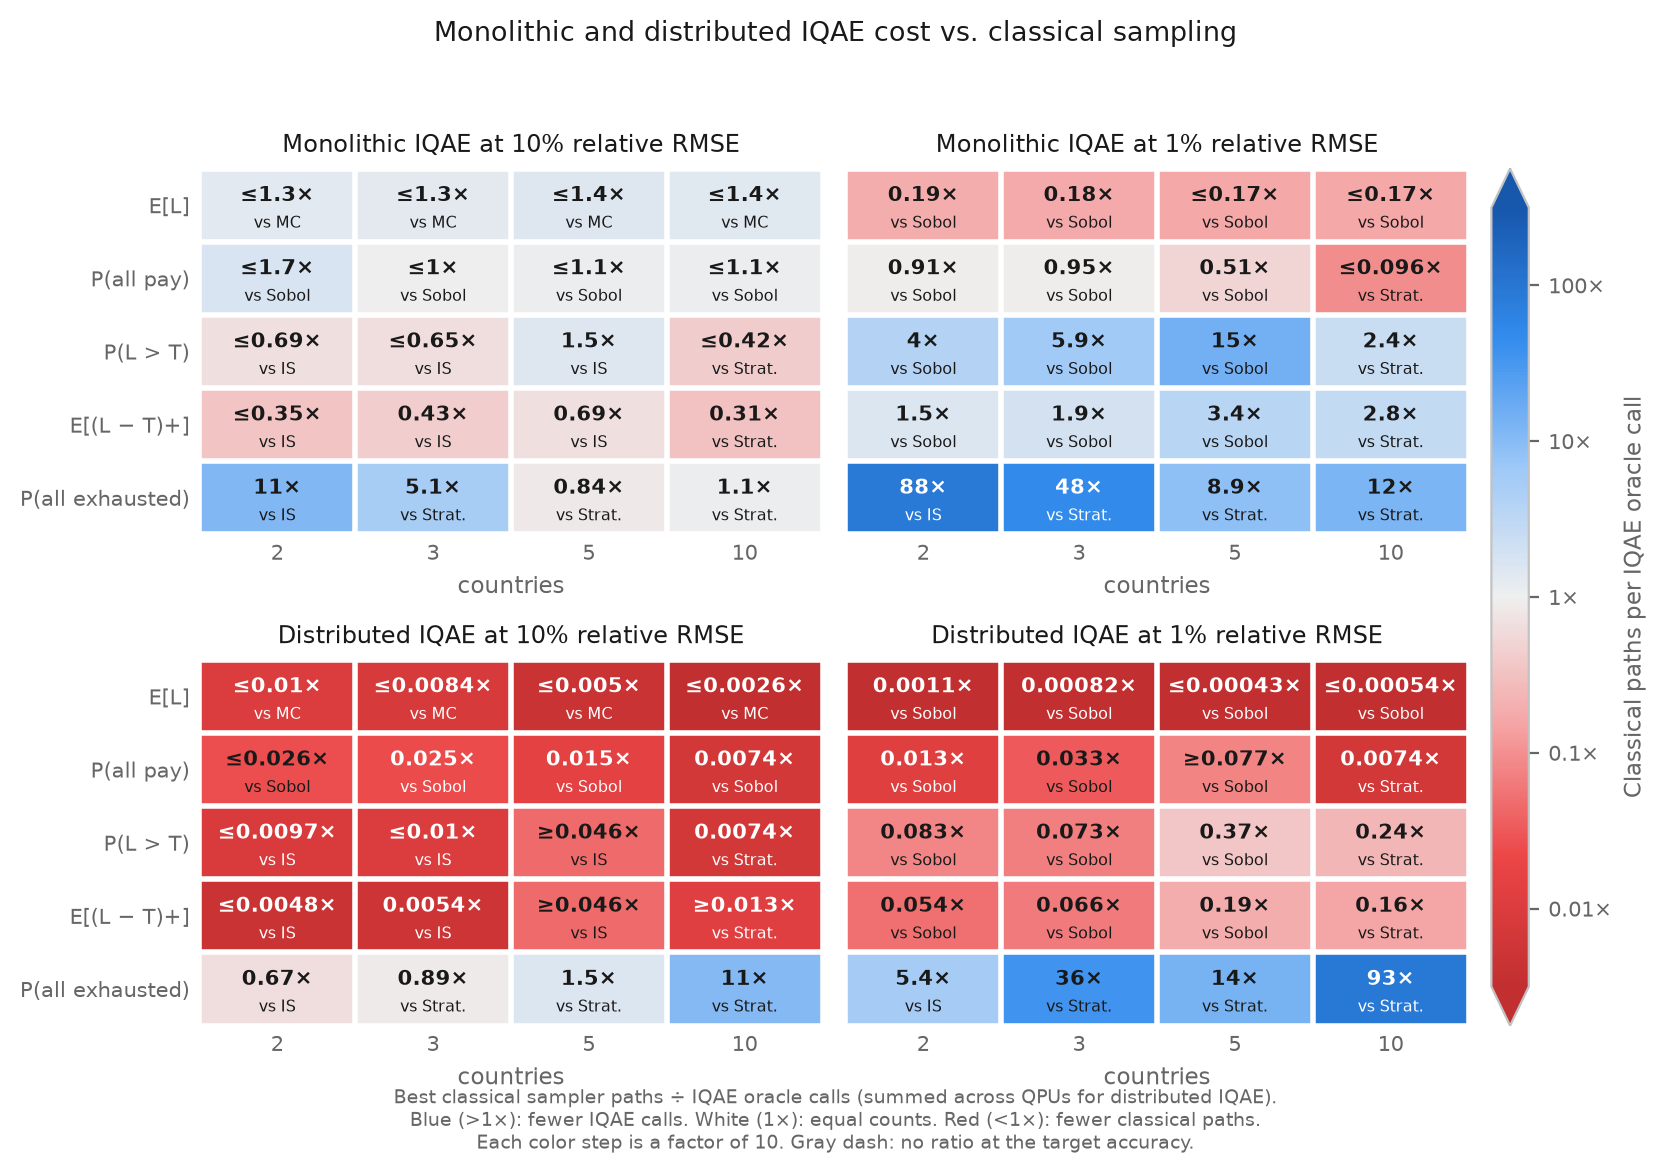 Monolithic and distributed IQAE cost vs. classical sampling
Monolithic IQAE at 10% relative RMSE
E[L] ≤1.3× ≤1.3× ≤1.4× ≤1.4×
vs MC vs MC vs MC vs MC
P(all pay) ≤1.7× ≤1× ≤1.1× ≤1.1×
vs Sobol vs Sobol vs Sobol vs Sobol
P(L > T) ≤0.69× ≤0.65× 1.5× ≤0.42×
vs IS vs IS vs IS vs Strat.
E[(L − T)+] ≤0.35× 0.43× 0.69× 0.31×
vs IS vs IS vs IS vs Strat.
P(all exhausted) 11× 5.1× 0.84× 1.1×
vs IS vs Strat. vs Strat. vs Strat.
2 3 5 10
countries
Monolithic IQAE at 1% relative RMSE
0.19× 0.18× ≤0.17× ≤0.17×
vs Sobol vs Sobol vs Sobol vs Sobol
0.91× 0.95× 0.51× ≤0.096×
vs Sobol vs Sobol vs Sobol vs Strat.
4× 5.9× 15× 2.4×
vs Sobol vs Sobol vs Sobol vs Strat.
1.5× 1.9× 3.4× 2.8×
vs Sobol vs Sobol vs Sobol vs Strat.
88× 48× 8.9× 12×
vs IS vs Strat. vs Strat. vs Strat.
2 3 5 10
countries
Distributed IQAE at 10% relative RMSE
E[L] ≤0.01× ≤0.0084× ≤0.005× ≤0.0026×
vs MC vs MC vs MC vs MC
P(all pay) ≤0.026× 0.025× 0.015× 0.0074×
vs Sobol vs Sobol vs Sobol vs Sobol
P(L > T) ≤0.0097× ≤0.01× ≥0.046× 0.0074×
vs IS vs IS vs IS vs Strat.
E[(L − T)+] ≤0.0048× 0.0054× ≥0.046× ≥0.013×
vs IS vs IS vs IS vs Strat.
P(all exhausted) 0.67× 0.89× 1.5× 11×
vs IS vs Strat. vs Strat. vs Strat.
2 3 5 10
countries
Distributed IQAE at 1% relative RMSE
0.0011× 0.00082× ≤0.00043× ≤0.00054×
vs Sobol vs Sobol vs Sobol vs Sobol
0.013× 0.033× ≥0.077× 0.0074×
vs Sobol vs Sobol vs Sobol vs Strat.
0.083× 0.073× 0.37× 0.24×
vs Sobol vs Sobol vs Sobol vs Strat.
0.054× 0.066× 0.19× 0.16×
vs Sobol vs Sobol vs Sobol vs Strat.
5.4× 36× 14× 93×
vs IS vs Strat. vs Strat. vs Strat.
2 3 5 10
countries
100×
10×
1×
0.1×
0.01×
Classical paths per IQAE oracle call
Best classical sampler paths ÷ IQAE oracle calls (summed across QPUs for distributed IQAE).
Blue (>1×): fewer IQAE calls. White (1×): equal counts. Red (<1×): fewer classical paths.
Each color step is a factor of 10. Gray dash: no ratio at the target accuracy.